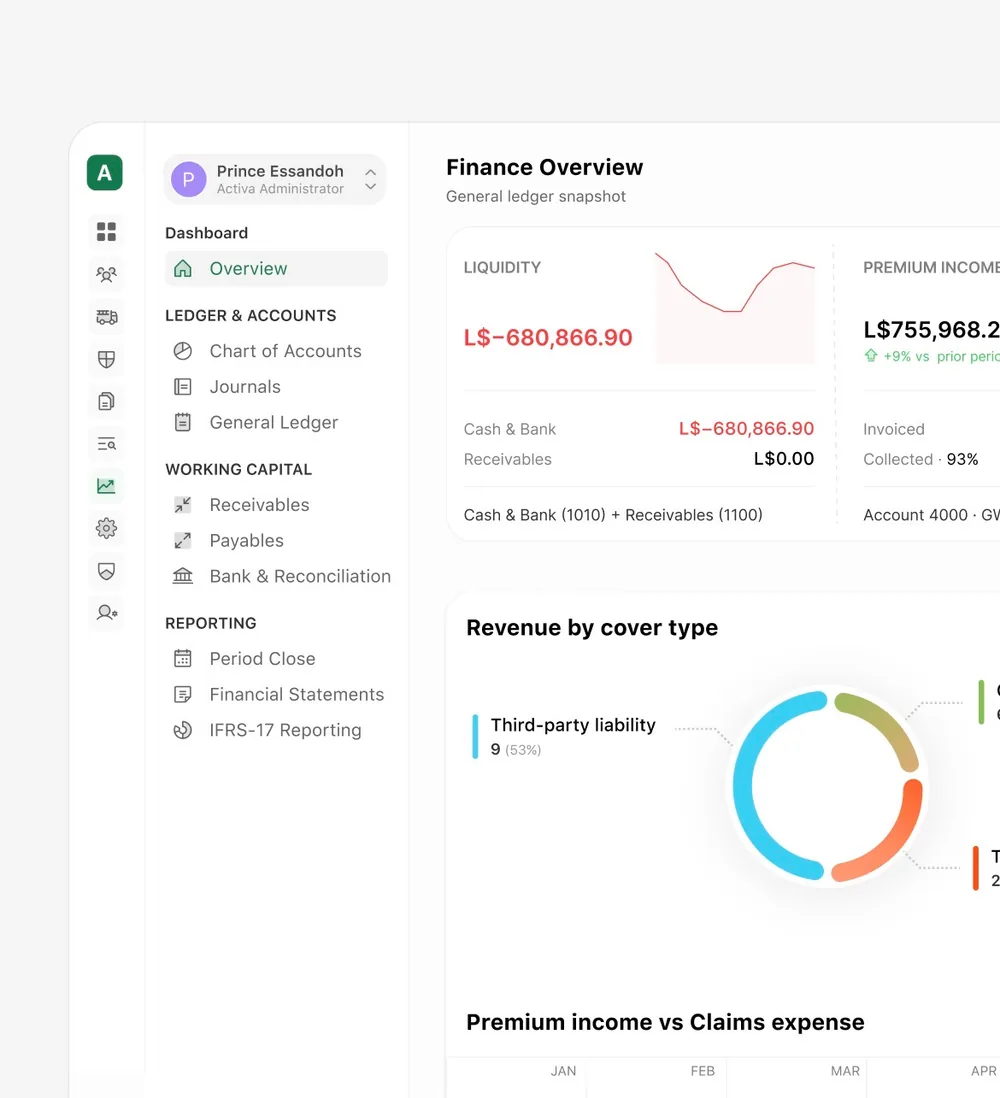 A
P
Prince Essandoh
Activa Administrator
Dashboard
Overview
LEDGER & ACCOUNTS
Chart of Accounts
Journals
General Ledger
WORKING CAPITAL
Receivables
Payables
Bank & Reconciliation
REPORTING
Period Close
Financial Statements
IFRS-17 Reporting
Finance Overview
General ledger snapshot
LIQUIDITY
L$−680,866.90
Cash & Bank L$−680,866.90
Receivables L$0.00
Cash & Bank (1010) + Receivables (1100)
PREMIUM INCOME
L$755,968.2
+9% vs prior perio
Invoiced
Collected · 93%
Account 4000 · GW
Revenue by cover type
Third-party liability
9 (53%)
T
2
Premium income vs Claims expense
JAN FEB MAR APR